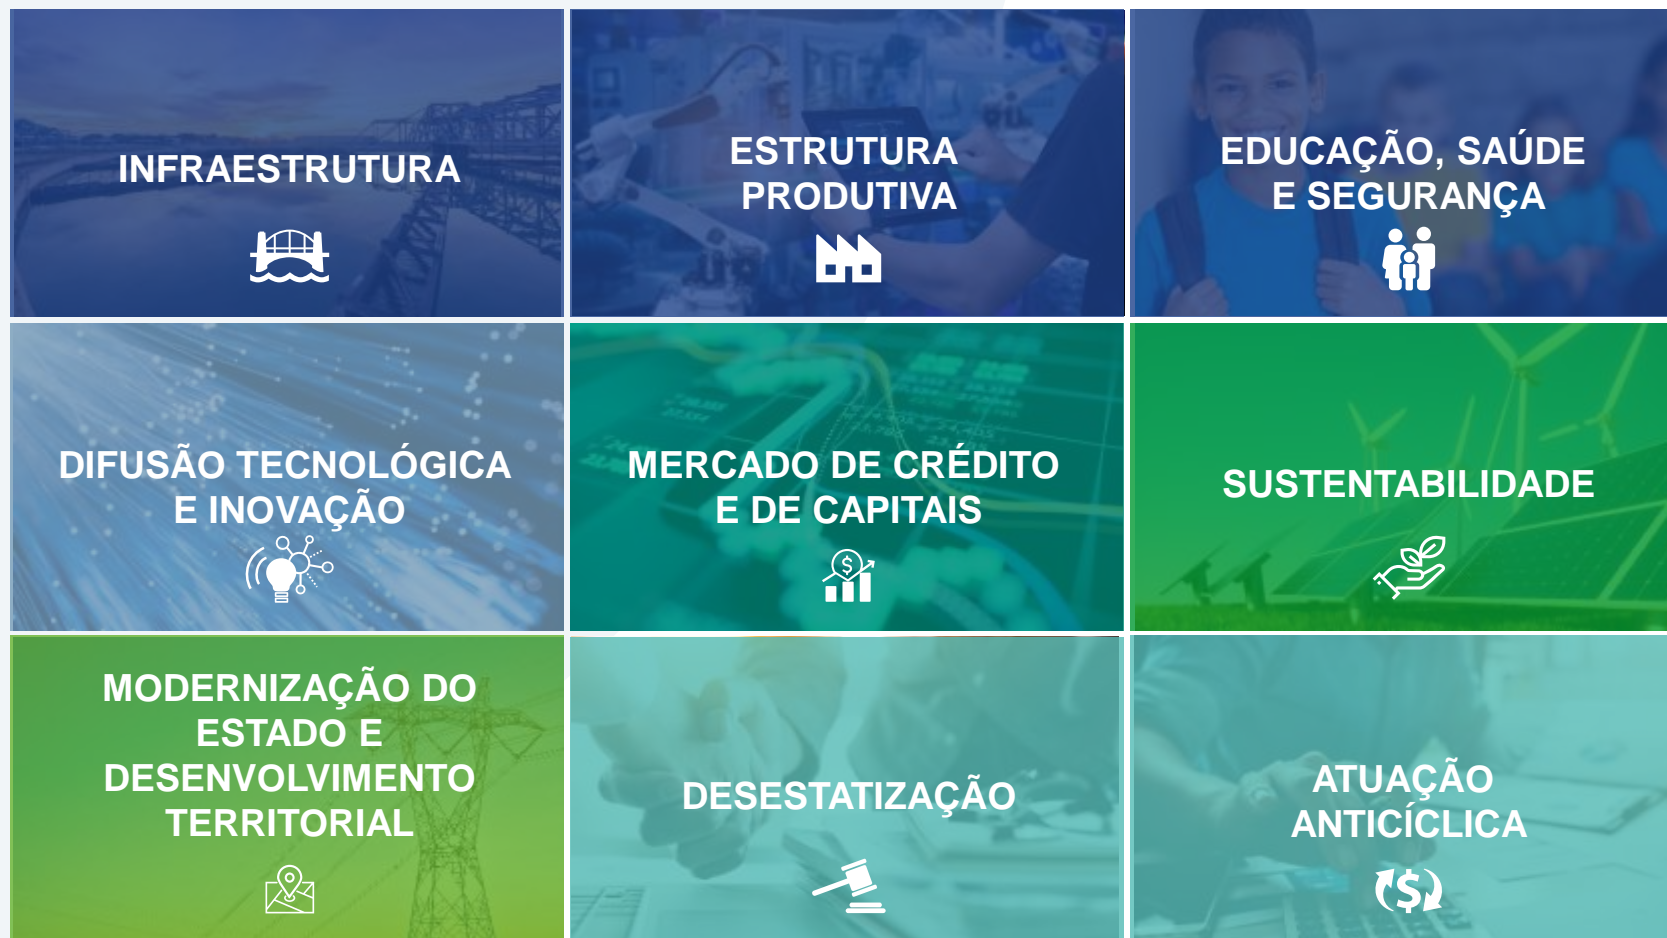 INFRAESTRUTURA
ESTRUTURA
PRODUTIVA
EDUCAÇÃO, SAÚDE
E SEGURANÇA
DIFUSÃO TECNOLÓGICA
E INOVAÇÃO
MERCADO DE CRÉDITO
E DE CAPITAIS
SUSTENTABILIDADE
MODERNIZAÇÃO DO
ESTADO E
DESENVOLVIMENTO
TERRITORIAL
DESESTATIZAÇÃO
ATUAÇÃO
ANTICÍCLICA